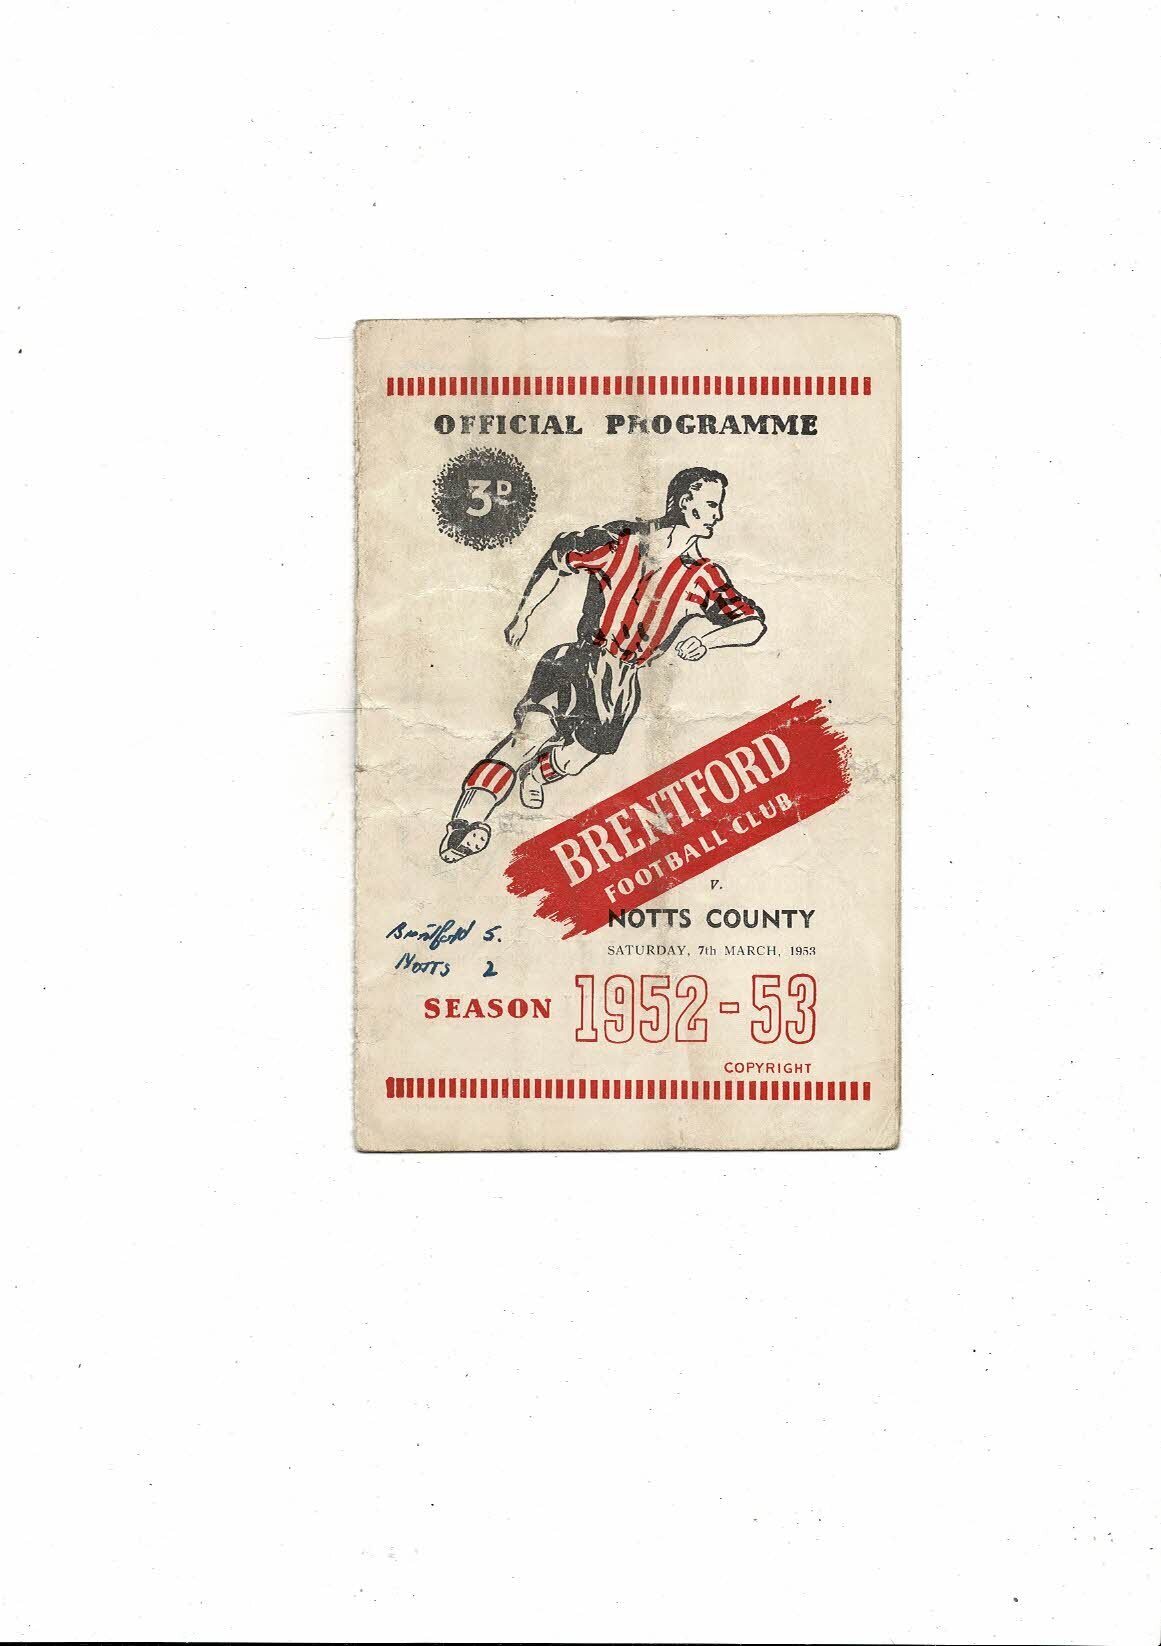 OFFICIAL PROGRAMME
3D
BRENTFORD
FOOTBALL CLUB
v.
NOTTS COUNTY
SATURDAY, 7th MARCH, 1953
Brentford 5.
Notts 2
SEASON 1952-53
COPYRIGHT